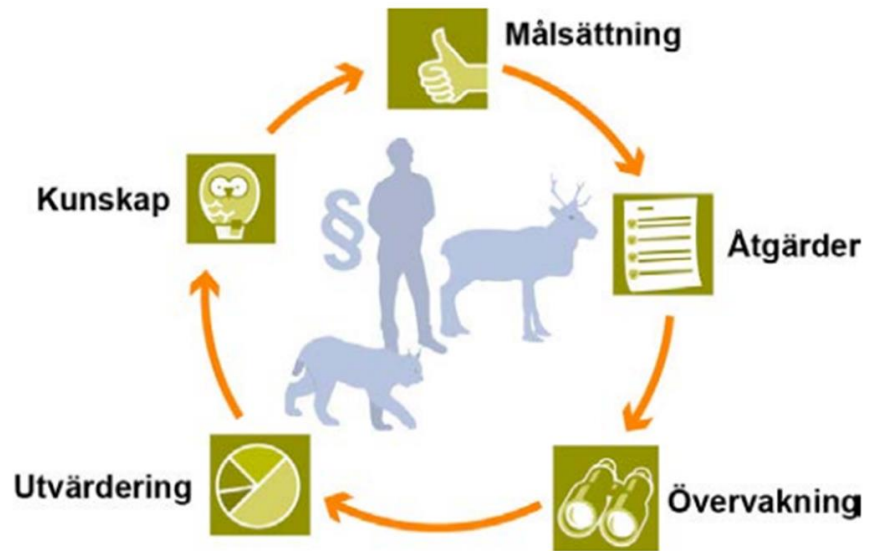 Målsättning
Åtgärder
Övervakning
Utvärdering
Kunskap
§